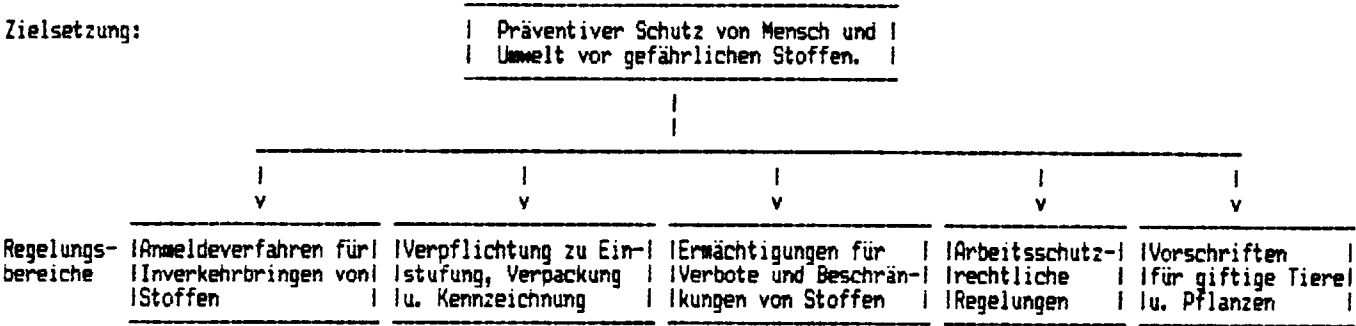 Zielsetzung:
Präventiver Schutz von Mensch und
Umwelt vor gefährlichen Stoffen.
Regelungs-
bereiche
Anmeldeverfahren für
Inverkehrbringen von
Stoffen
Verpflichtung zu Ein-
stufung, Verpackung
u. Kennzeichnung
Ermächtigungen für
Verbote und Beschrän-
kungen von Stoffen
Arbeitsschutz-
rechtliche
Regelungen
Vorschriften
für giftige Tiere
u. Pflanzen